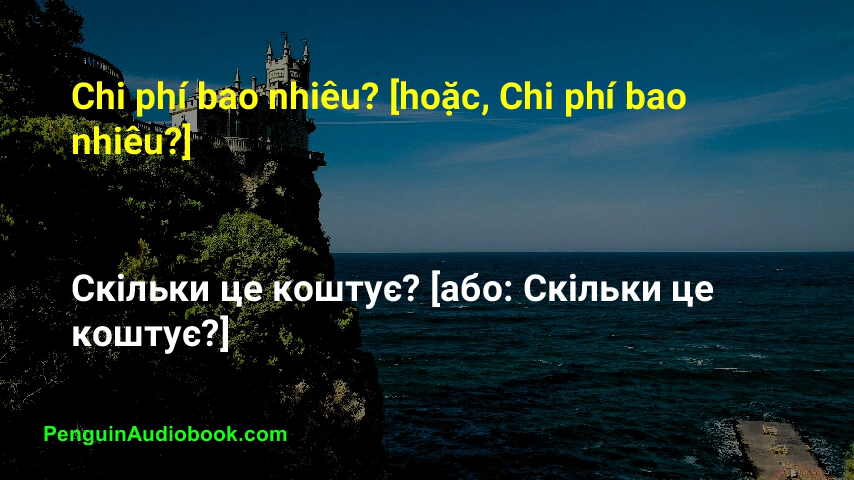 Chi phí bao nhiêu? [hoặc, Chi phí bao
nhiêu?]
Скільки це коштує? [або: Скільки це
коштує?]
PenguinAudiobook.com